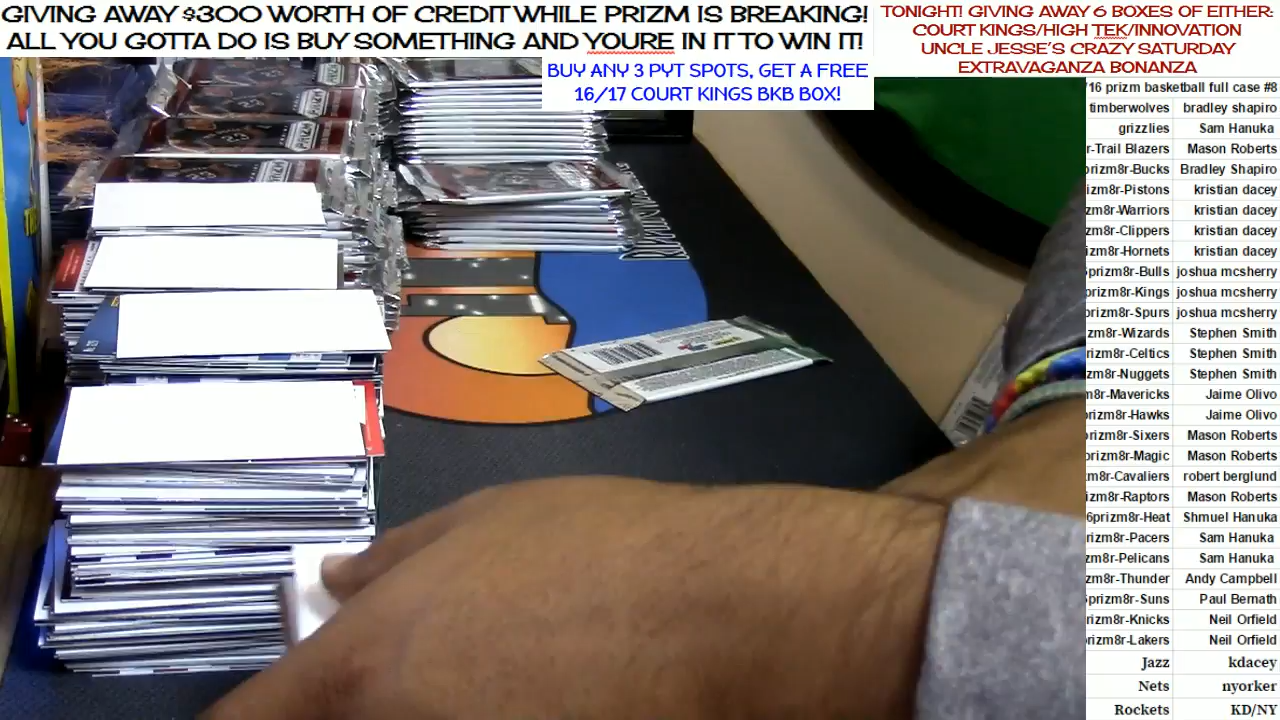 GIVING AWAY $300 WORTH OF CREDIT WHILE PRIZM IS BREAKING!
ALL YOU GOTTA DO IS BUY SOMETHING AND YOURE IN IT TO WIN IT!
TONIGHT! GIVING AWAY 6 BOXES OF EITHER:
COURT KINGS/HIGH TEK/INNOVATION
UNCLE JESSE'S CRAZY SATURDAY
EXTRAVAGANZA BONANZA
BUY ANY 3 PYT SPOTS, GET A FREE
16/17 COURT KINGS BKB BOX!
16 prizm basketball full case #8
timberwolves bradley shapiro
grizzlies Sam Hanuka
r-Trail Blazers Mason Roberts
prizm8r-Bucks Bradley Shapiro
izm8r-Pistons kristian dacey
zm8r-Warriors kristian dacey
zm8r-Clippers kristian dacey
izm8r-Hornets kristian dacey
prizm8r-Bulls joshua mcsherry
prizm8r-Kings joshua mcsherry
prizm8r-Spurs joshua mcsherry
zm8r-Wizards Stephen Smith
zm8r-Celtics Stephen Smith
zm8r-Nuggets Stephen Smith
m8r-Mavericks Jaime Olivo
rizm8r-Hawks Jaime Olivo
rizm8r-Sixers Mason Roberts
rizm8r-Magic Mason Roberts
m8r-Cavaliers robert berglund
izm8r-Raptors Mason Roberts
6prizm8r-Heat Shmuel Hanuka
zm8r-Pacers Sam Hanuka
zm8r-Pelicans Sam Hanuka
zm8r-Thunder Andy Campbell
prizm8r-Suns Paul Bernath
rizm8r-Knicks Neil Orfield
rizm8r-Lakers Neil Orfield
Jazz kdacey
Nets nyorker
Rockets KD/NY